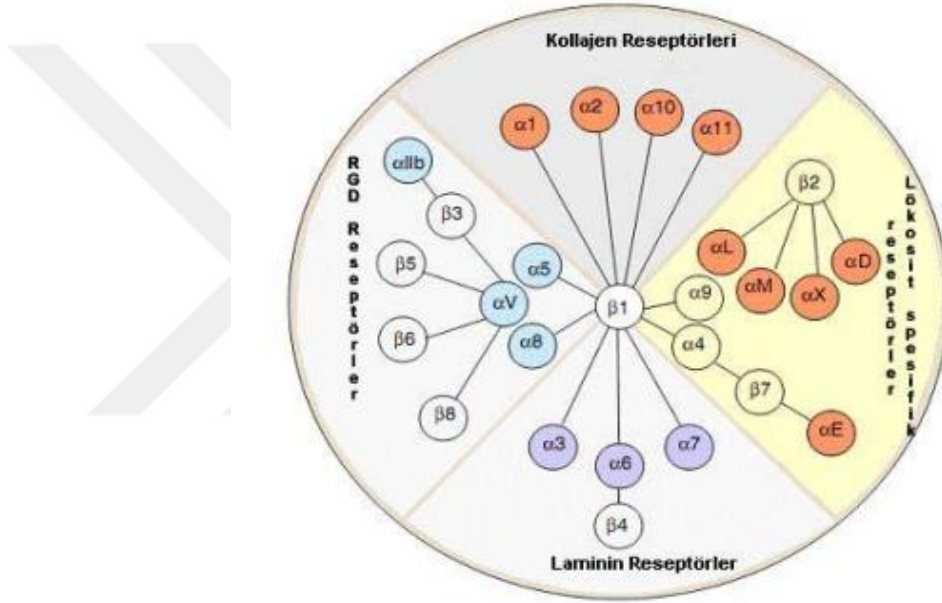 Kollajen Reseptörleri
α1
α2
α10
α11
RGD Reseptörler
αIIb
β3
β5
αV
β6
β8
α5
α8
β1
Lökosit spesifik
reseptörler
β2
αL
αM
αX
αD
α9
α4
β7
αE
α3
α6
α7
β4
Laminin Reseptörler